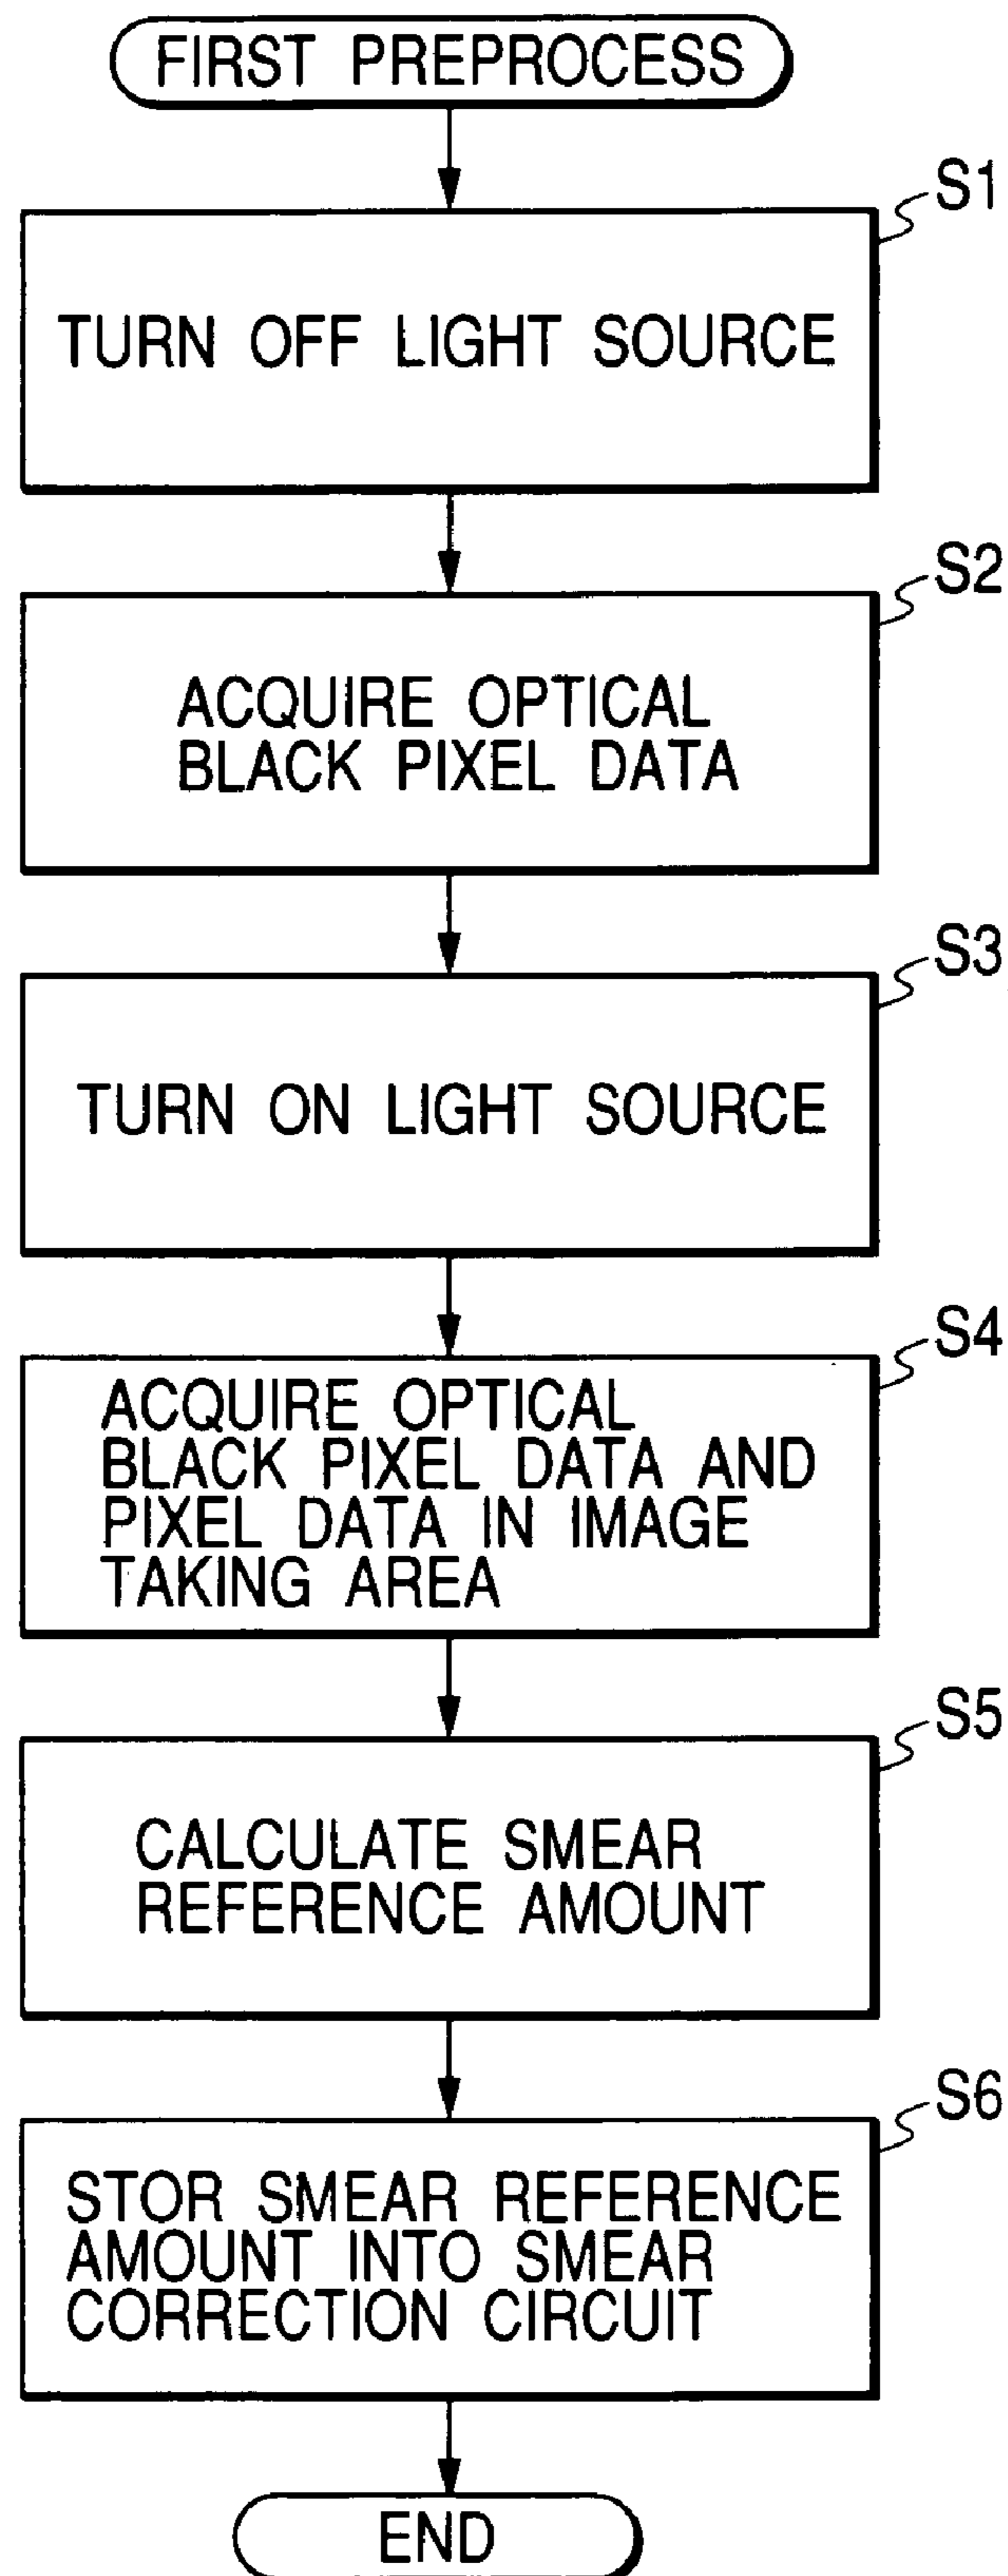 FIRST PREPROCESS
S1
TURN OFF LIGHT SOURCE
S2
ACQUIRE OPTICAL
BLACK PIXEL DATA
S3
TURN ON LIGHT SOURCE
S4
ACQUIRE OPTICAL
BLACK PIXEL DATA AND
PIXEL DATA IN IMAGE
TAKING AREA
S5
CALCULATE SMEAR
REFERENCE AMOUNT
S6
STOR SMEAR REFERENCE
AMOUNT INTO SMEAR
CORRECTION CIRCUIT
END